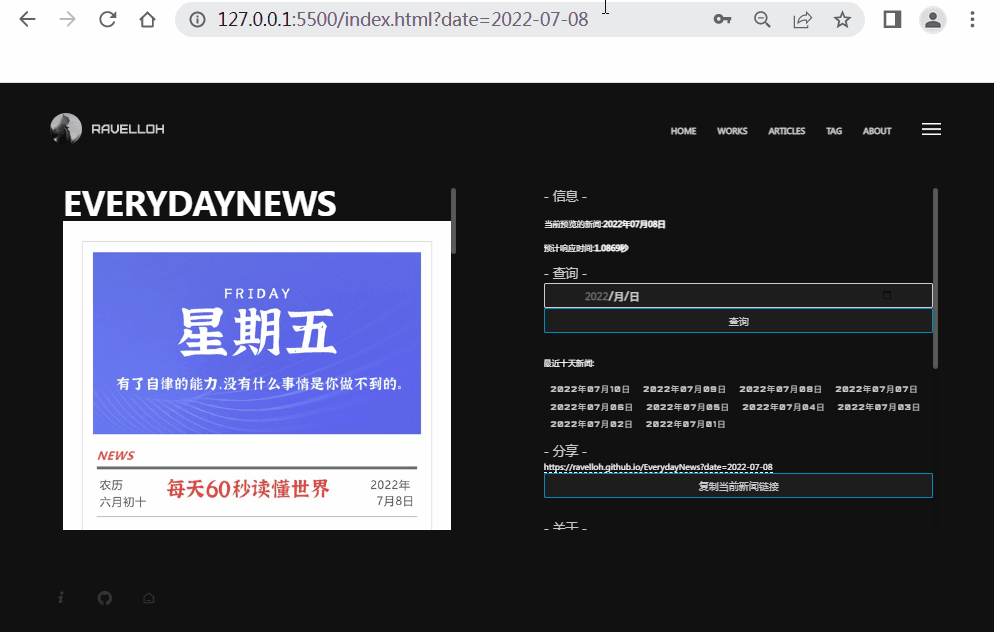 127.0.0.1:5500/index.html?date=2022-07-08
RAVELLOH
HOME WORKS ARTICLES TAG ABOUT
EVERYDAYNEWS
FRIDAY
星期五
有了自律的能力,没有什么事情是你做不到的。
NEWS
农历
六月初十
每天60秒读懂世界
2022年
7月8日
- 信息 -
当前预览的新闻:2022年07月08日
预计响应时间:1.0869秒
- 查询 -
2022/月/日
查询
最近十天新闻:
2022年07月10日 2022年07月09日 2022年07月08日 2022年07月07日
2022年07月06日 2022年07月05日 2022年07月04日 2022年07月03日
2022年07月02日 2022年07月01日
- 分享 -
https://ravelloh.github.io/EverydayNews?date=2022-07-08
复制当前新闻链接
- 关于 -